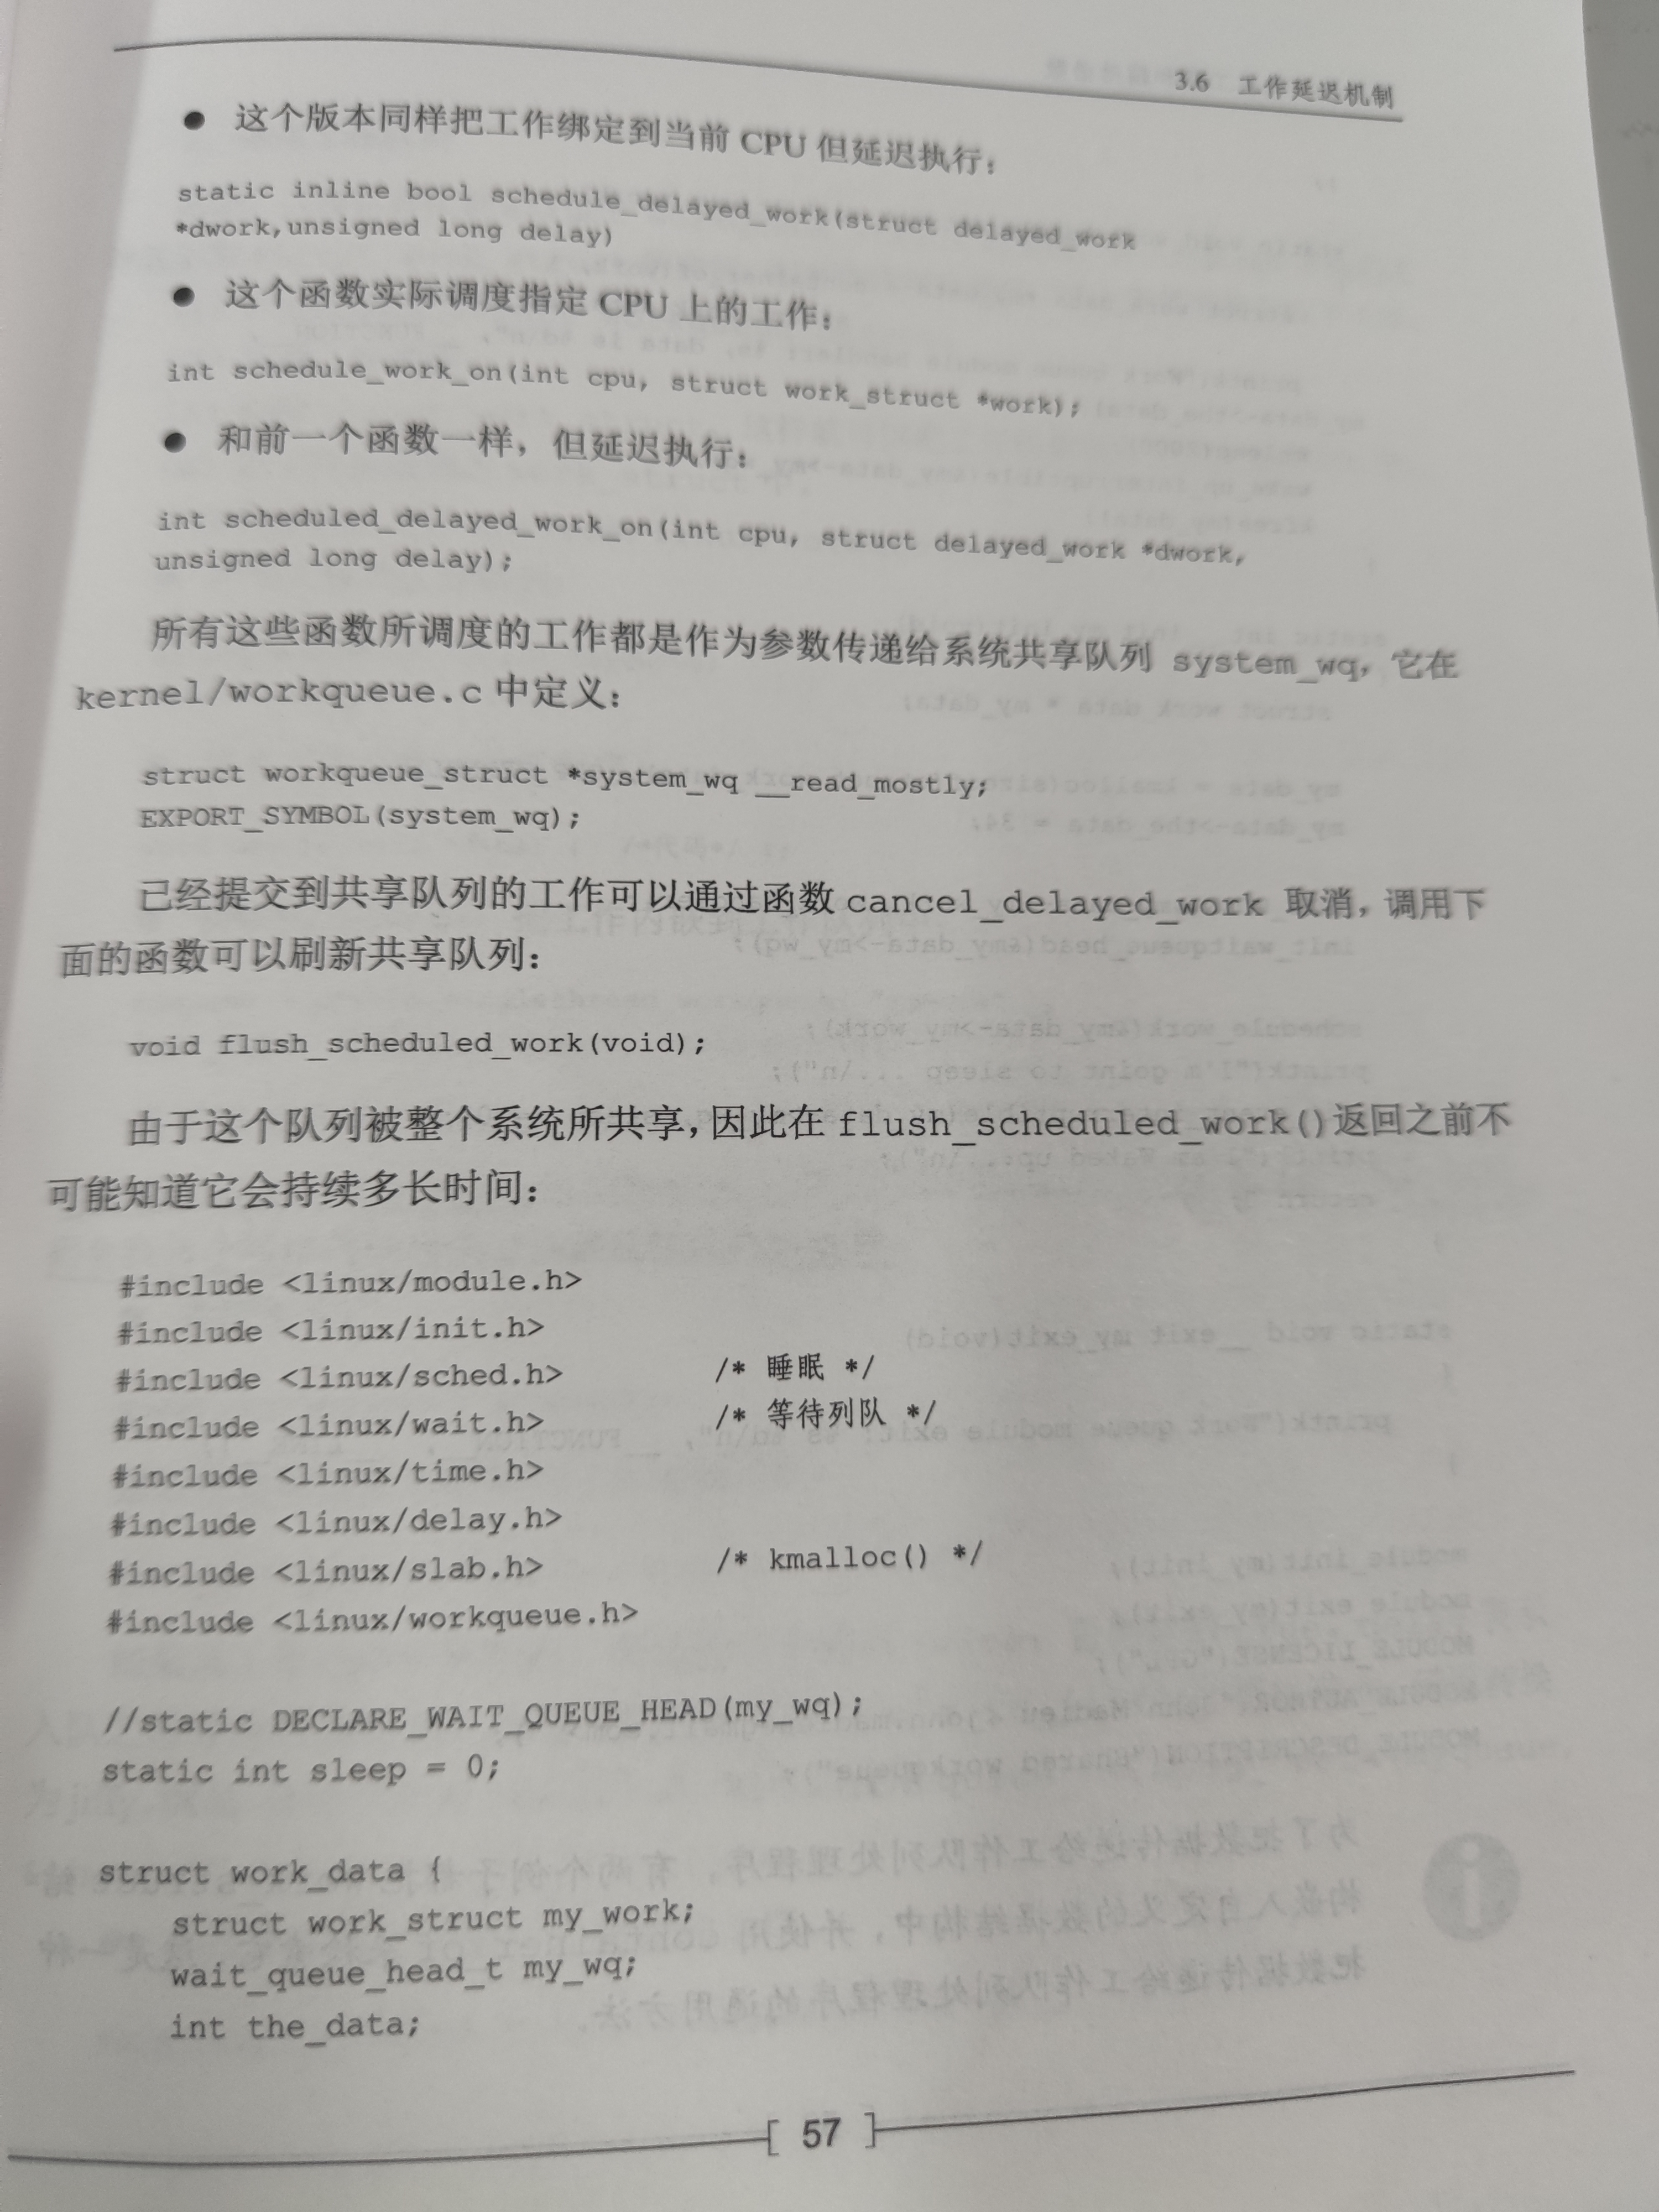 3.6 工作延迟机制
● 这个版本同样把工作绑定到当前 CPU 但延迟执行：
static inline bool schedule_delayed_work(struct delayed_work
*dwork,unsigned long delay)
● 这个函数实际调度指定 CPU 上的工作：
int schedule_work_on(int cpu, struct work_struct *work);
● 和前一个函数一样，但延迟执行：
int scheduled_delayed_work_on(int cpu, struct delayed_work *dwork,
unsigned long delay);
所有这些函数所调度的工作都是作为参数传递给系统共享队列 system_wq，它在
kernel/workqueue.c 中定义：
struct workqueue_struct *system_wq __read_mostly;
EXPORT_SYMBOL(system_wq);
已经提交到共享队列的工作可以通过函数 cancel_delayed_work 取消，调用下
面的函数可以刷新共享队列：
void flush_scheduled_work(void);
由于这个队列被整个系统所共享，因此在 flush_scheduled_work()返回之前不
可能知道它会持续多长时间：
#include <linux/module.h>
#include <linux/init.h>
#include <linux/sched.h> /* 睡眠 */
#include <linux/wait.h> /* 等待列队 */
#include <linux/time.h>
#include <linux/delay.h>
#include <linux/slab.h> /* kmalloc() */
#include <linux/workqueue.h>
//static DECLARE_WAIT_QUEUE_HEAD(my_wq);
static int sleep = 0;
struct work_data {
struct work_struct my_work;
wait_queue_head_t my_wq;
int the_data;
[ 57 ]